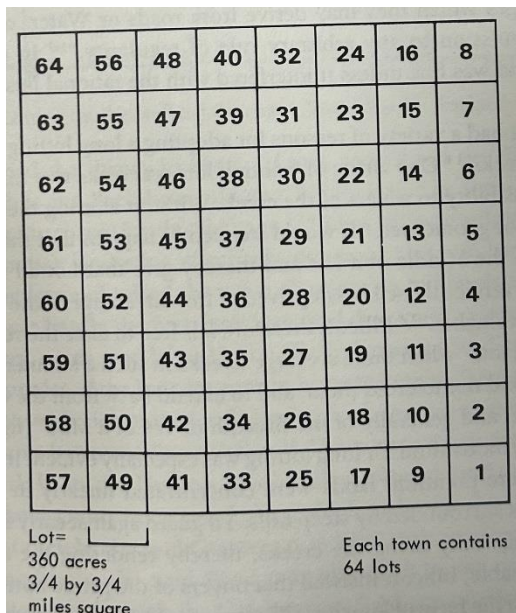 64 56 48 40 32 24 16 8
63 55 47 39 31 23 15 7
62 54 46 38 30 22 14 6
61 53 45 37 29 21 13 5
60 52 44 36 28 20 12 4
59 51 43 35 27 19 11 3
58 50 42 34 26 18 10 2
57 49 41 33 25 17 9 1
Lot=
360 acres
3/4 by 3/4
miles square
Each town contains
64 lots